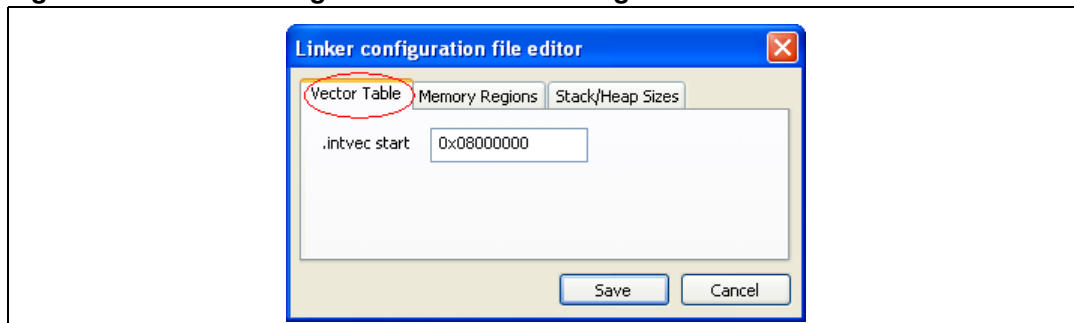 Linker configuration file editor
Vector Table Memory Regions Stack/Heap Sizes
.intvec start 0x08000000
Save Cancel